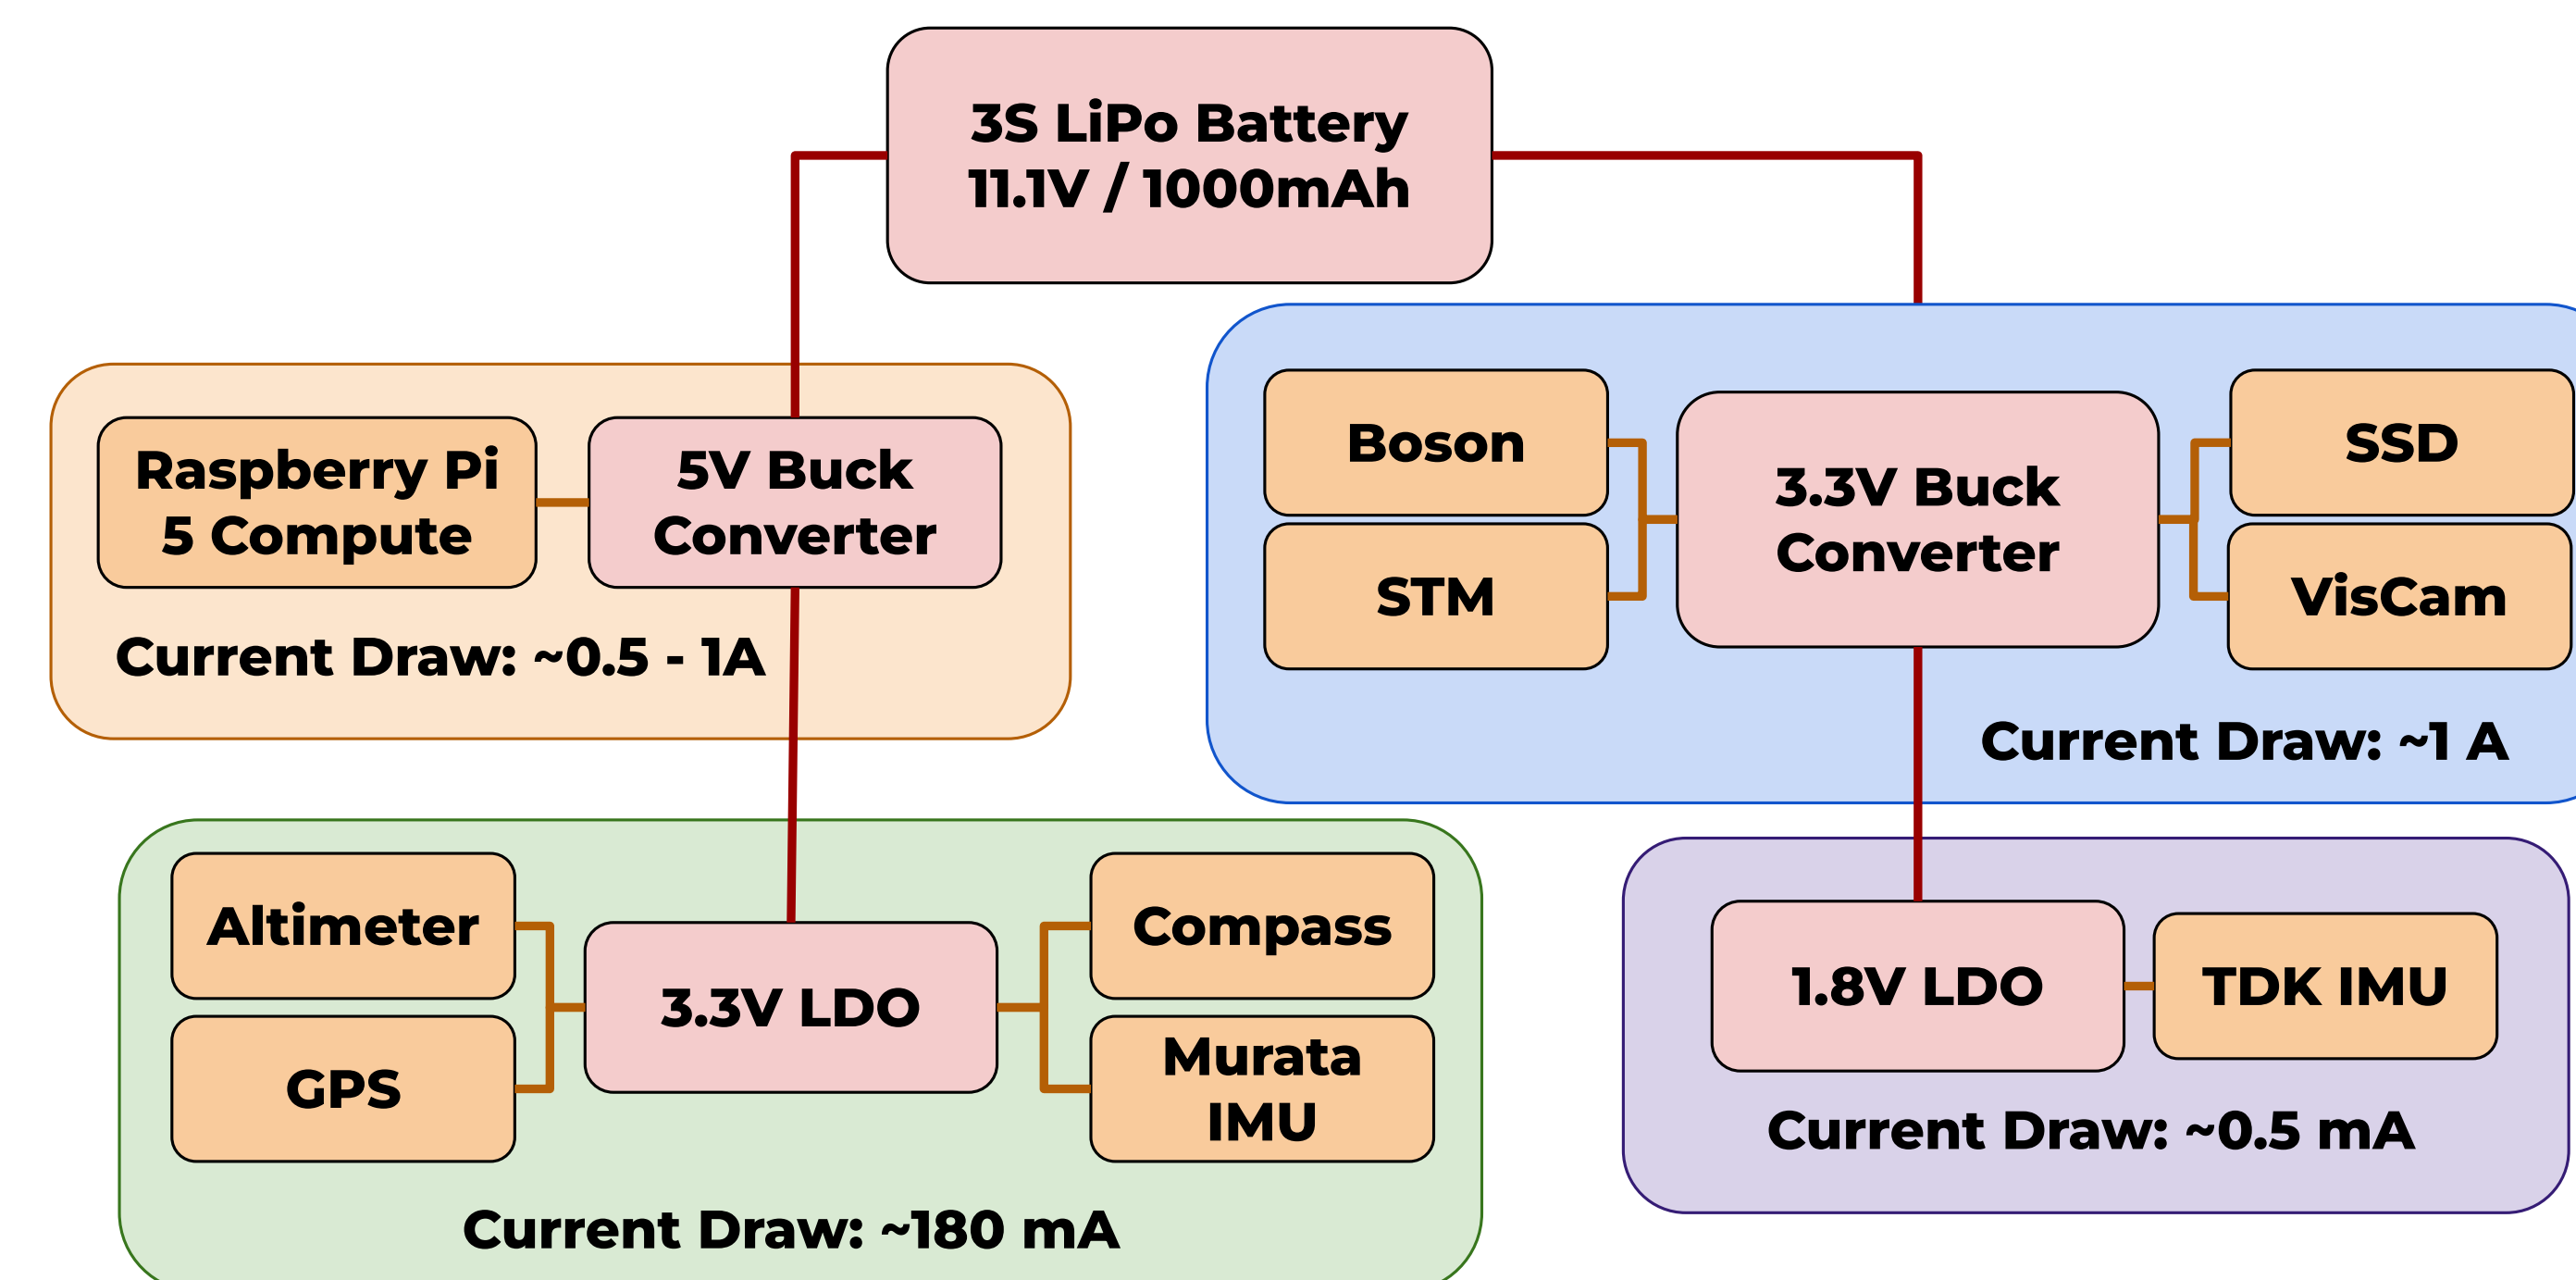 3S LiPo Battery
11.1V / 1000mAh
Raspberry Pi
5 Compute
5V Buck
Converter
Current Draw: ~0.5 - 1A
Boson
STM
3.3V Buck
Converter
SSD
VisCam
Current Draw: ~1 A
Altimeter
GPS
3.3V LDO
Compass
Murata
IMU
Current Draw: ~180 mA
1.8V LDO
TDK IMU
Current Draw: ~0.5 mA